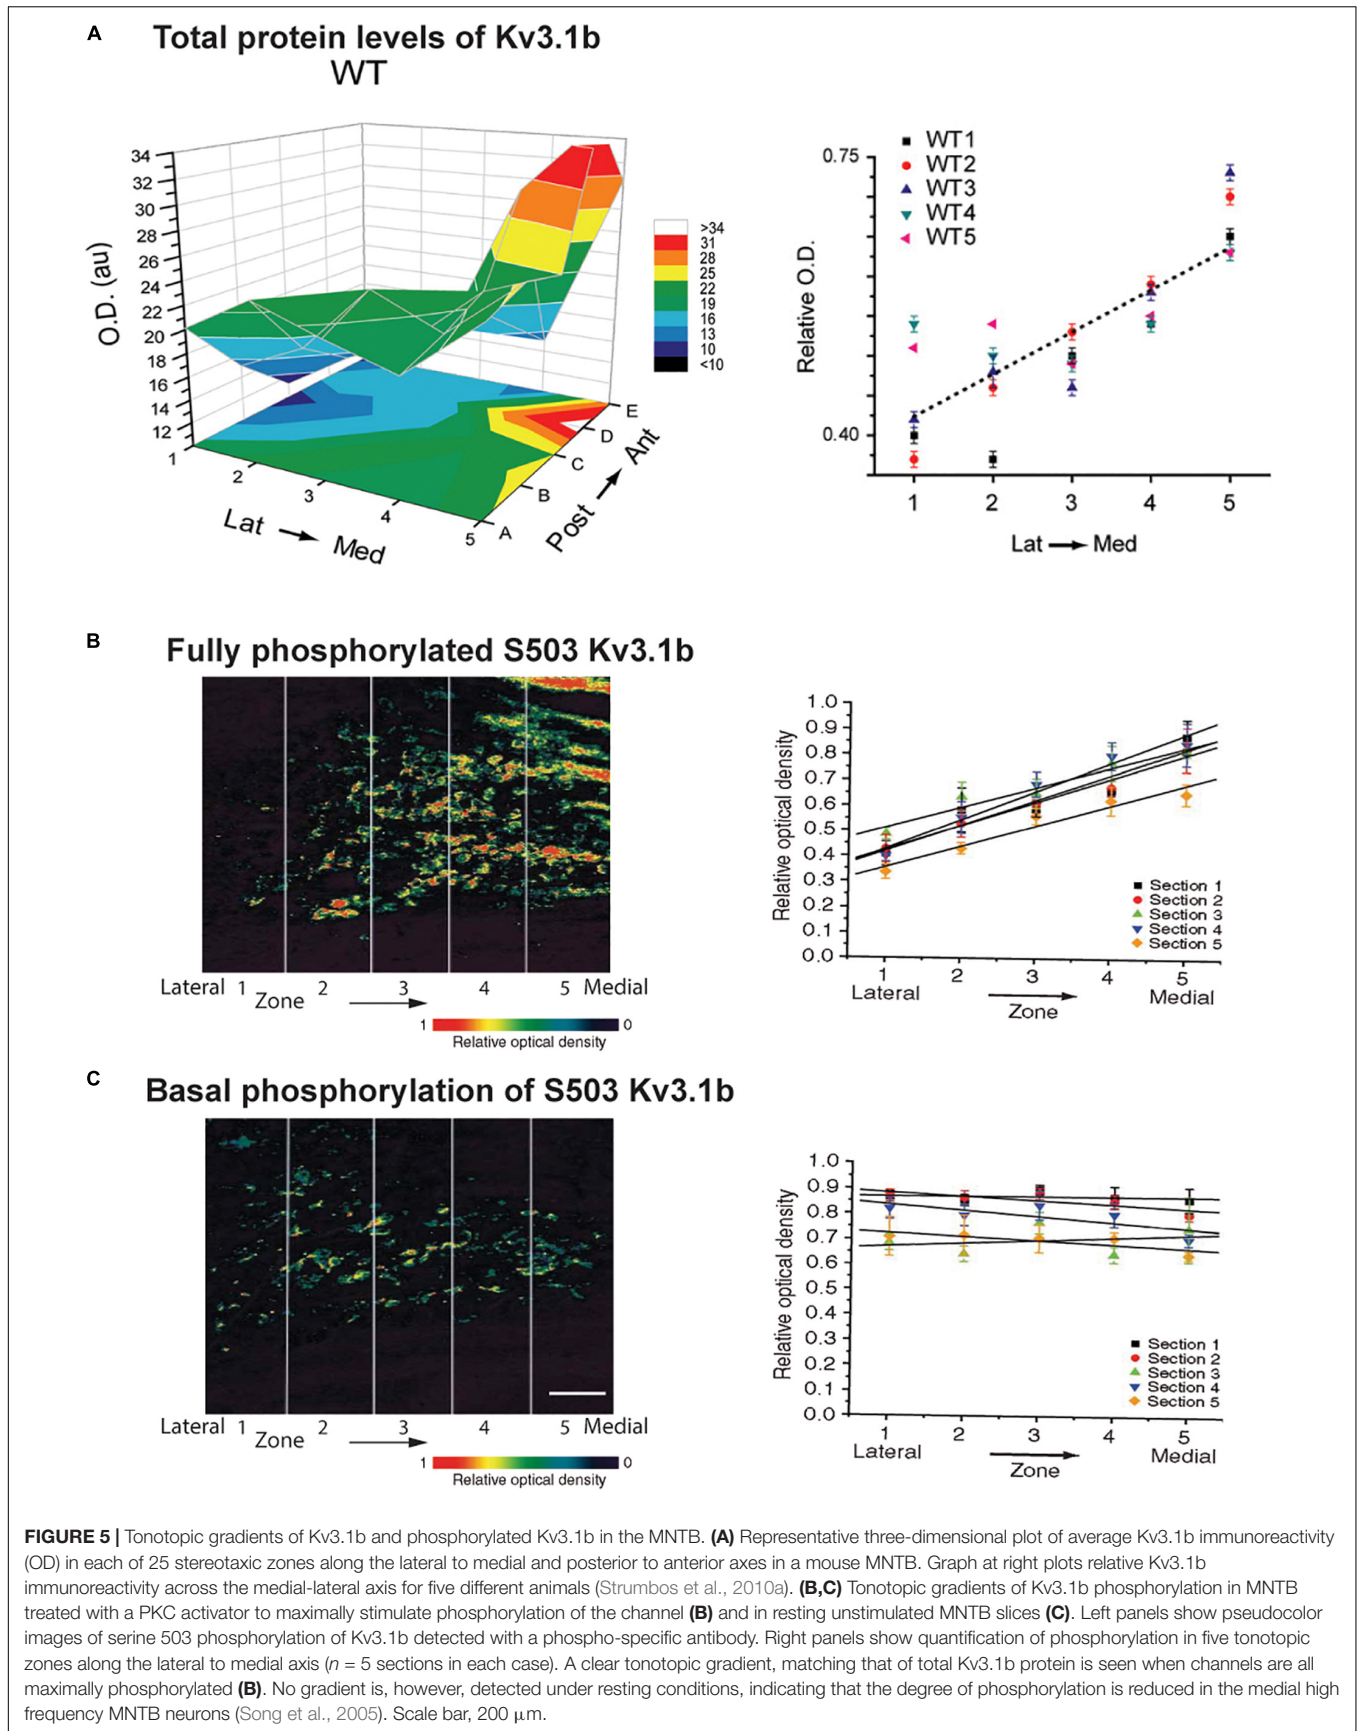 A
Total protein levels of Kv3.1b
WT
34
32
30
28
26
24
22
20
18
16
14
12
O.D. (au)
1
2
3
4
5
Lat → Med
A
B
C
D
E
Post → Ant
>34
31
28
25
22
19
16
13
10
<10
WT1
WT2
WT3
WT4
WT5
0.75
0.40
Relative O.D.
1 2 3 4 5
Lat → Med
B
Fully phosphorylated S503 Kv3.1b
Lateral 1 2 3 4 5 Medial
Zone →
1 0
Relative optical density
1.0
0.9
0.8
0.7
0.6
0.5
0.4
0.3
0.2
0.1
0.0
Relative optical density
Section 1
Section 2
Section 3
Section 4
Section 5
1 2 3 4 5
Lateral → Medial
Zone
C
Basal phosphorylation of S503 Kv3.1b
Lateral 1 2 3 4 5 Medial
Zone →
1 0
Relative optical density
1.0
0.9
0.8
0.7
0.6
0.5
0.4
0.3
0.2
0.1
0.0
Relative optical density
Section 1
Section 2
Section 3
Section 4
Section 5
1 2 3 4 5
Lateral → Medial
Zone
FIGURE 5 | Tonotopic gradients of Kv3.1b and phosphorylated Kv3.1b in the MNTB. (A) Representative three-dimensional plot of average Kv3.1b immunoreactivity
(OD) in each of 25 stereotaxic zones along the lateral to medial and posterior to anterior axes in a mouse MNTB. Graph at right plots relative Kv3.1b
immunoreactivity across the medial-lateral axis for five different animals (Strumbos et al., 2010a). (B,C) Tonotopic gradients of Kv3.1b phosphorylation in MNTB
treated with a PKC activator to maximally stimulate phosphorylation of the channel (B) and in resting unstimulated MNTB slices (C). Left panels show pseudocolor
images of serine 503 phosphorylation of Kv3.1b detected with a phospho-specific antibody. Right panels show quantification of phosphorylation in five tonotopic
zones along the lateral to medial axis (n = 5 sections in each case). A clear tonotopic gradient, matching that of total Kv3.1b protein is seen when channels are all
maximally phosphorylated (B). No gradient is, however, detected under resting conditions, indicating that the degree of phosphorylation is reduced in the medial high
frequency MNTB neurons (Song et al., 2005). Scale bar, 200 μm.